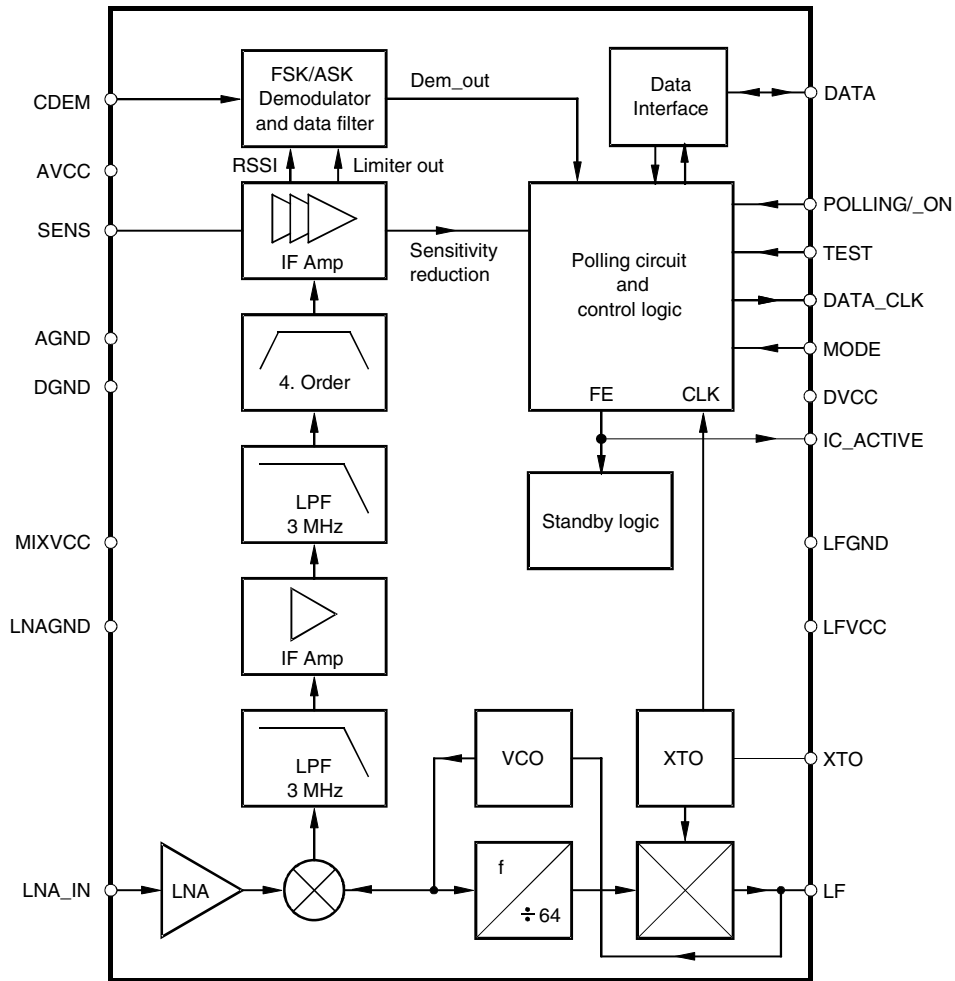 FSK/ASK
Demodulator
and data filter
Dem_out
Data
Interface
CDEM
DATA
RSSI
Limiter out
AVCC
POLLING/_ON
SENS
IF Amp
Sensitivity
reduction
Polling circuit
and
control logic
TEST
DATA_CLK
AGND
MODE
DGND
4. Order
FE
CLK
DVCC
IC_ACTIVE
LPF
3 MHz
Standby logic
MIXVCC
LFGND
LNAGND
LFVCC
IF Amp
LPF
3 MHz
VCO
XTO
XTO
LNA_IN
LNA
f
÷ 64
LF